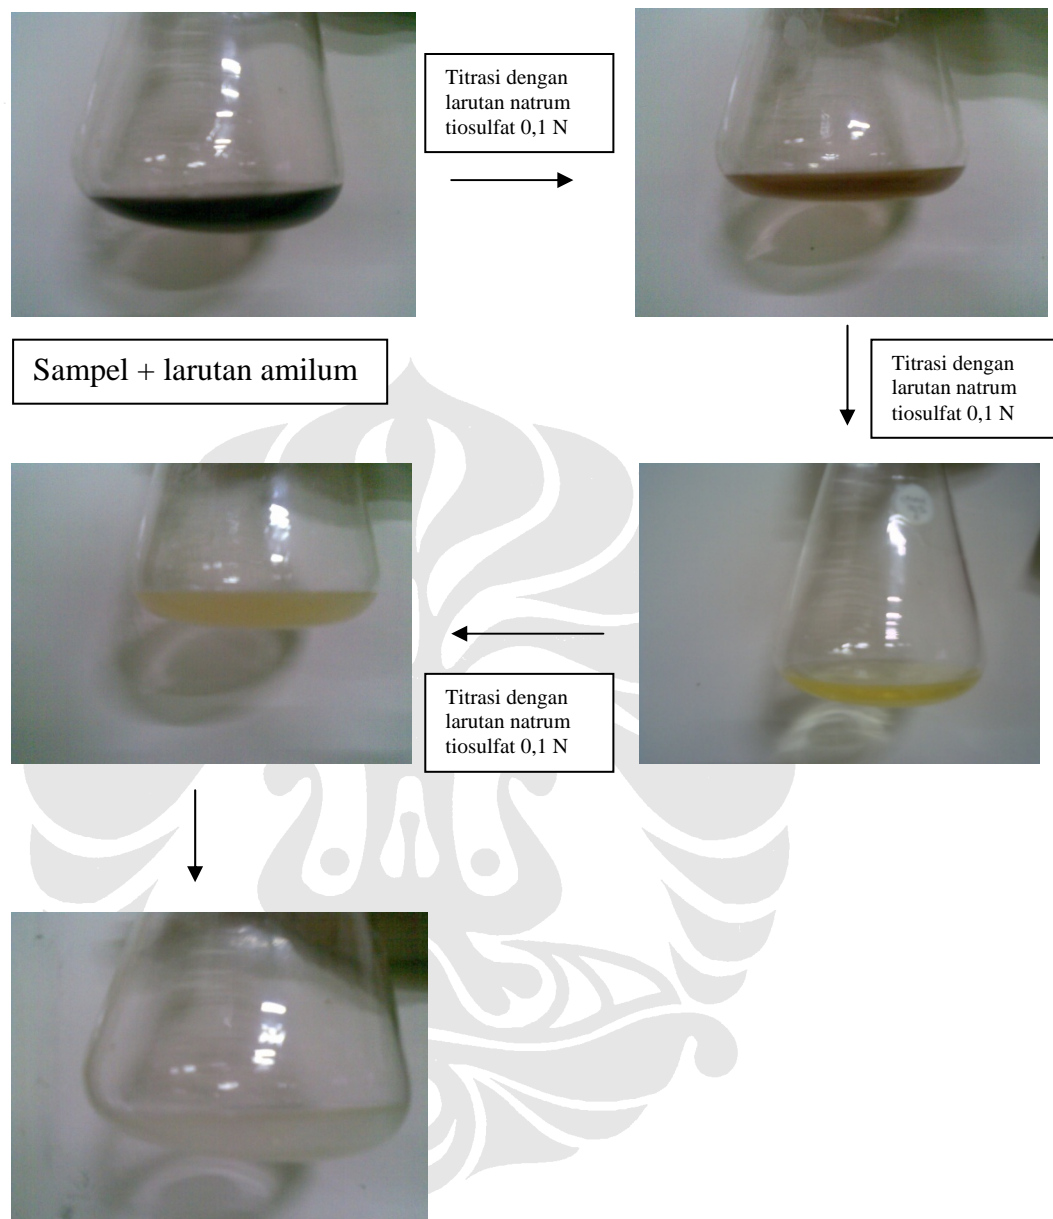 Titrasi dengan
larutan natrum
tiosulfat 0,1 N
Sampel + larutan amilum
Titrasi dengan
larutan natrum
tiosulfat 0,1 N
Titrasi dengan
larutan natrum
tiosulfat 0,1 N